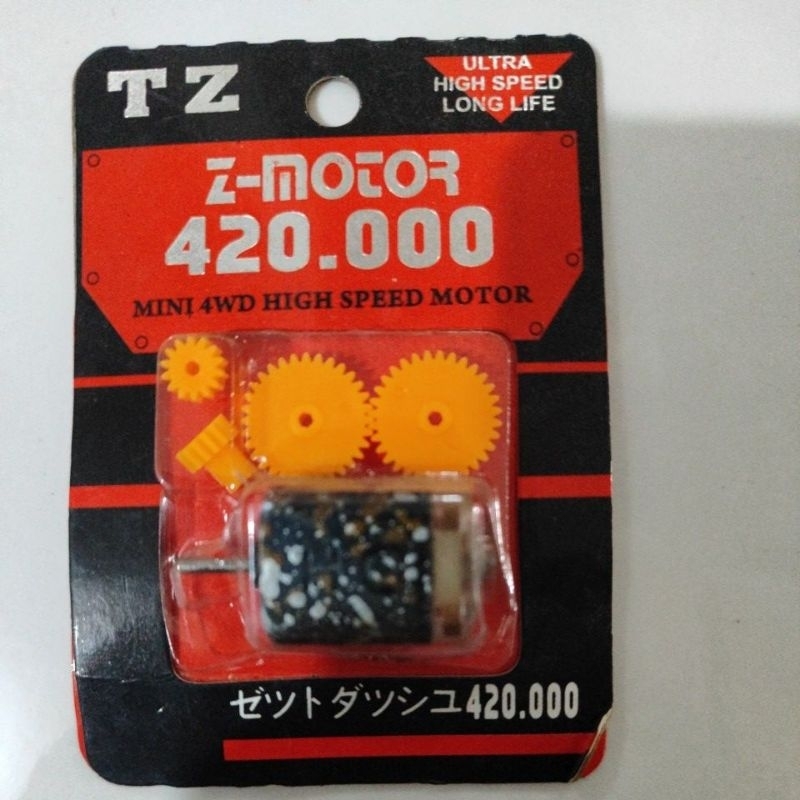 TZ
ULTRA
HIGH SPEED
LONG LIFE
Z-MOTOR
420.000
MINI 4WD HIGH SPEED MOTOR
ゼツトダツシユ420.000